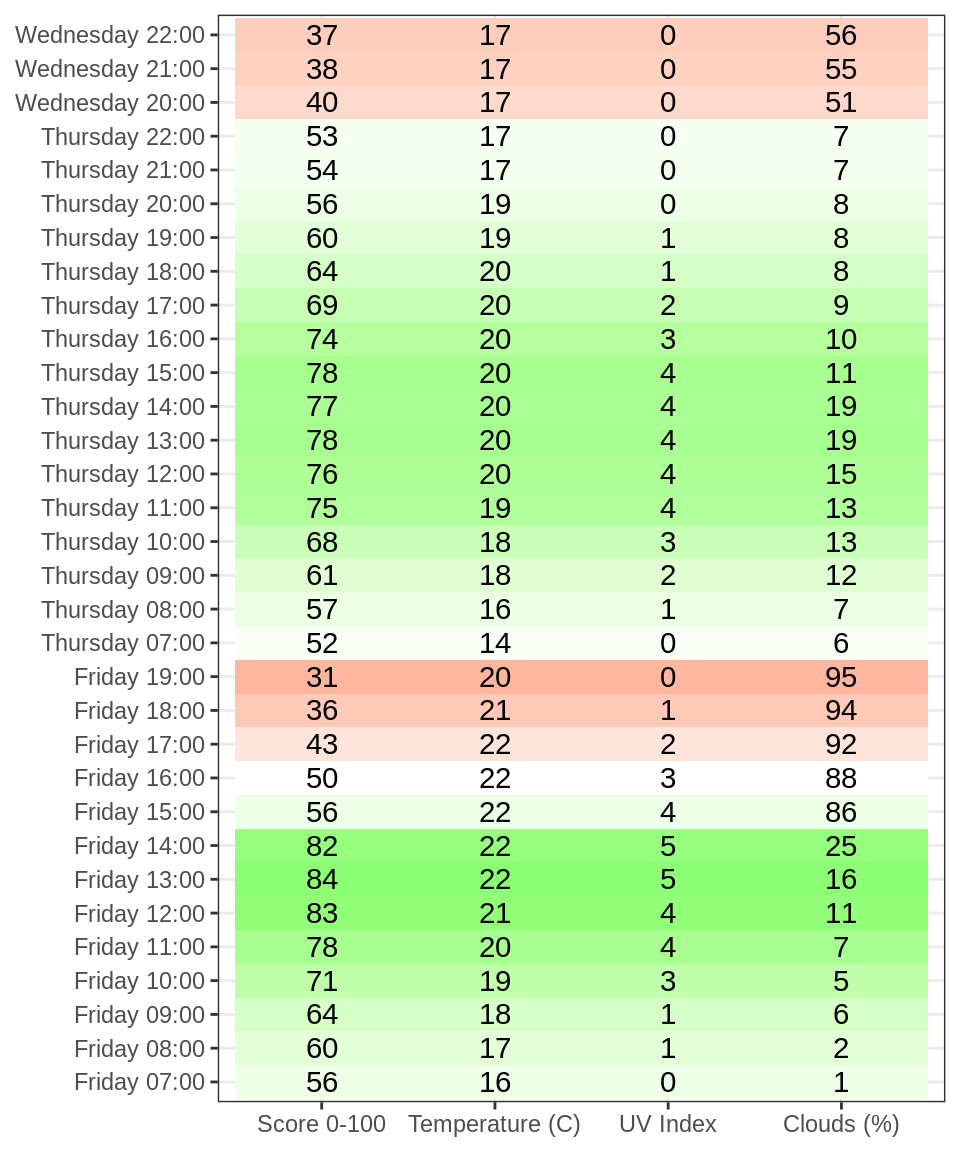 Wednesday 22:00 37 17 0 56
Wednesday 21:00 38 17 0 55
Wednesday 20:00 40 17 0 51
Thursday 22:00 53 17 0 7
Thursday 21:00 54 17 0 7
Thursday 20:00 56 19 0 8
Thursday 19:00 60 19 1 8
Thursday 18:00 64 20 1 8
Thursday 17:00 69 20 2 9
Thursday 16:00 74 20 3 10
Thursday 15:00 78 20 4 11
Thursday 14:00 77 20 4 19
Thursday 13:00 78 20 4 19
Thursday 12:00 76 20 4 15
Thursday 11:00 75 19 4 13
Thursday 10:00 68 18 3 13
Thursday 09:00 61 18 2 12
Thursday 08:00 57 16 1 7
Thursday 07:00 52 14 0 6
Friday 19:00 31 20 0 95
Friday 18:00 36 21 1 94
Friday 17:00 43 22 2 92
Friday 16:00 50 22 3 88
Friday 15:00 56 22 4 86
Friday 14:00 82 22 5 25
Friday 13:00 84 22 5 16
Friday 12:00 83 21 4 11
Friday 11:00 78 20 4 7
Friday 10:00 71 19 3 5
Friday 09:00 64 18 1 6
Friday 08:00 60 17 1 2
Friday 07:00 56 16 0 1
Score 0-100 Temperature (C) UV Index Clouds (%)